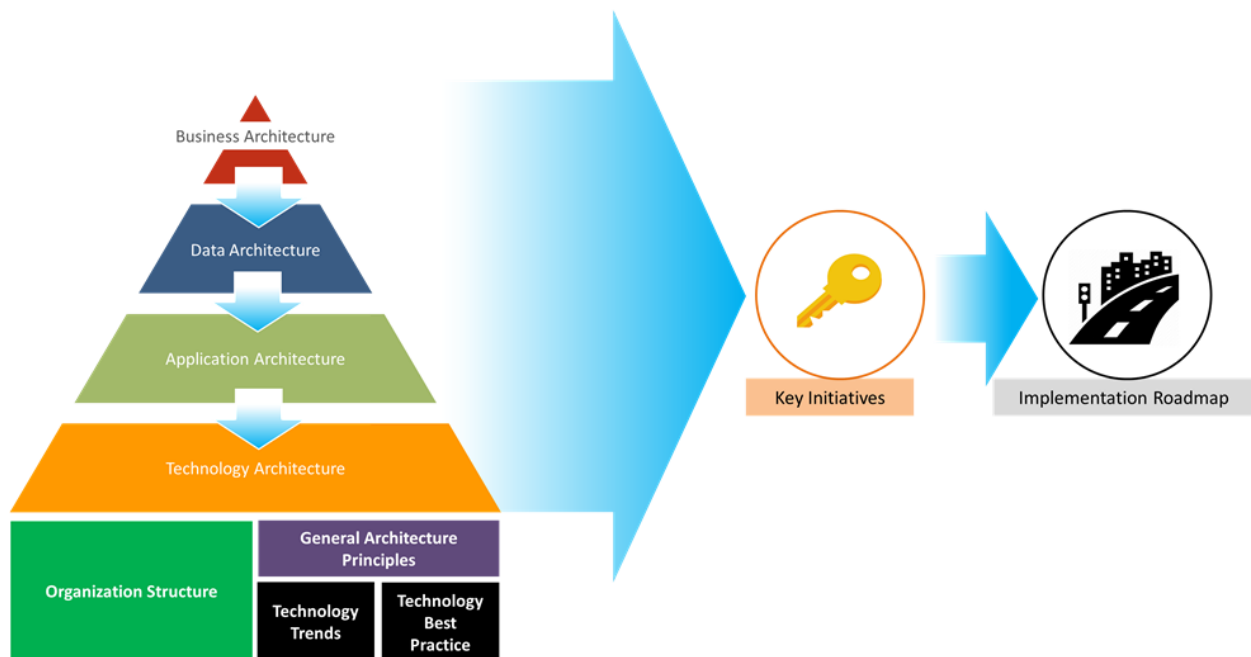 Business Architecture
Data Architecture
Application Architecture
Technology Architecture
Organization Structure
General Architecture
Principles
Technology
Trends
Technology
Best
Practice
Key Initiatives
Implementation Roadmap